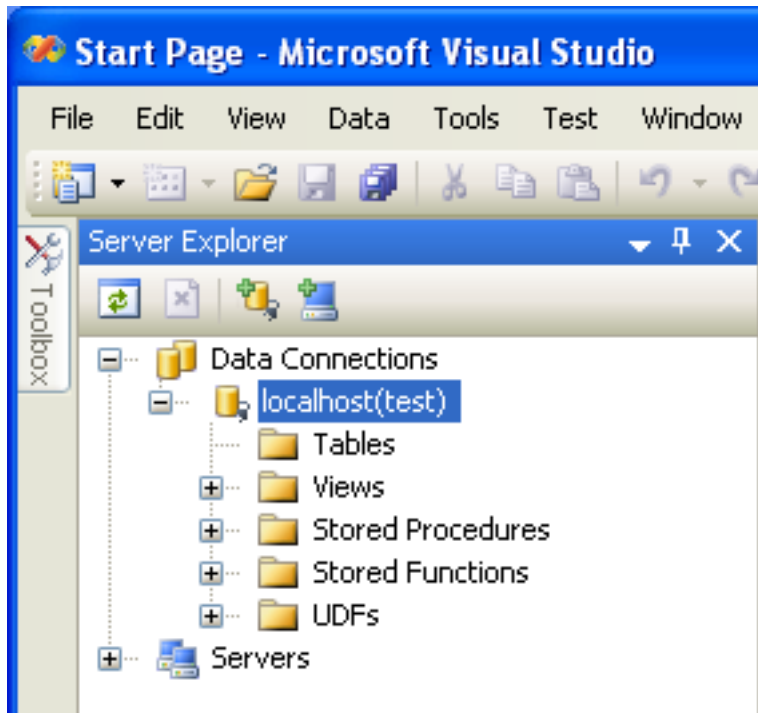 Start Page - Microsoft Visual Studio
File Edit View Data Tools Test Window
Server Explorer
Toolbox
Data Connections
localhost(test)
Tables
Views
Stored Procedures
Stored Functions
UDFs
Servers